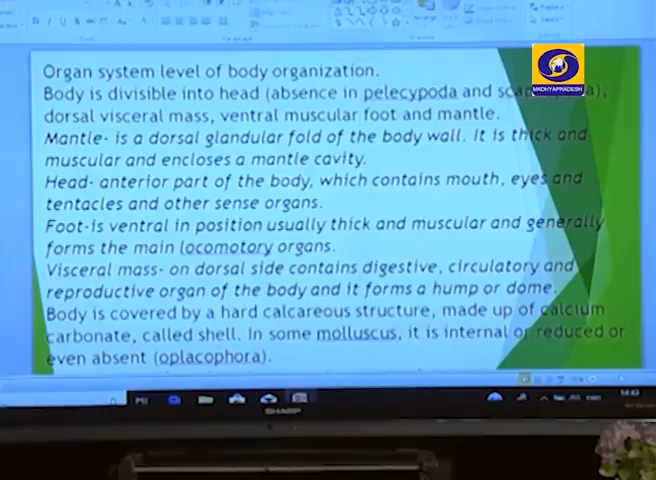 Organ system level of body organization.
Body is divisible into head (absence in pelecypoda and
dorsal visceral mass, ventral muscular foot and mantle.
Mantle- is a dorsal glandular fold of the body wall. It is thick and
muscular and encloses a mantle cavity.
Head- anterior part of the body, which contains mouth, eyes and
tentacles and other sense organs.
Foot-is ventral in position usually thick and muscular and generally
forms the main locomotory organs.
Visceral mass- on dorsal side contains digestive, circulatory and
reproductive organ of the body and it forms a hump or dome.
Body is covered by a hard calcareous structure, made up of calcium
carbonate, called shell. In some molluscus, it is internal or reduced or
even absent (oplacophora).
MADHYAPRADESH
SHARP